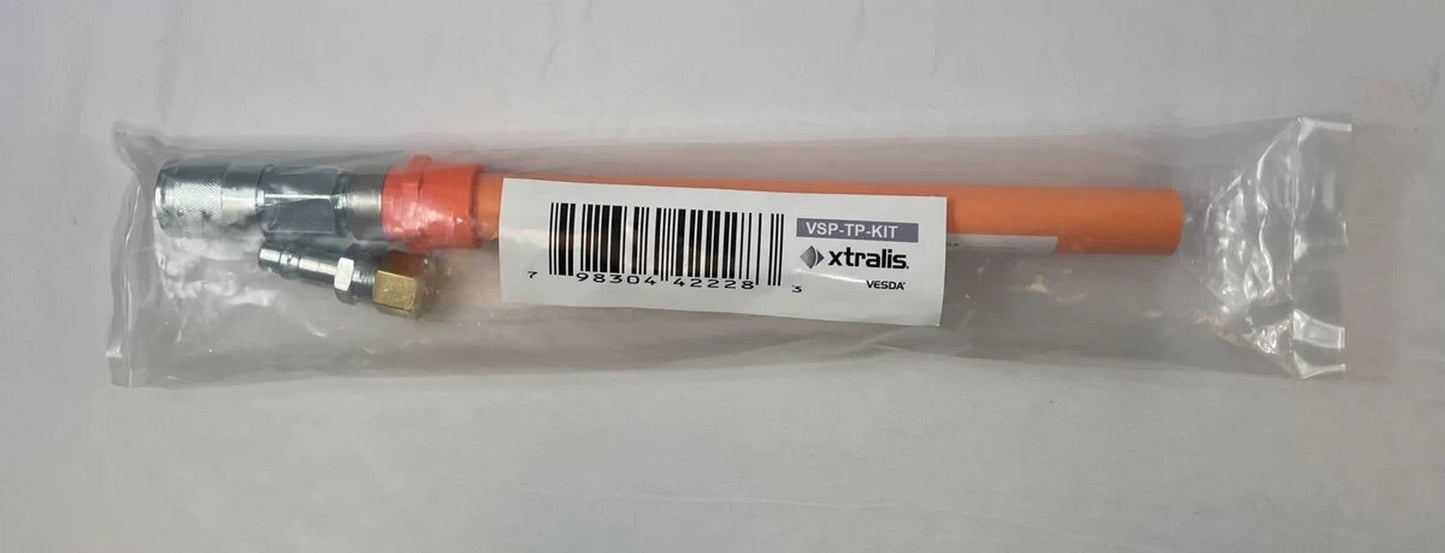 VSP-TP-KIT
xtralis.
VESDA
7 98304 42228 3